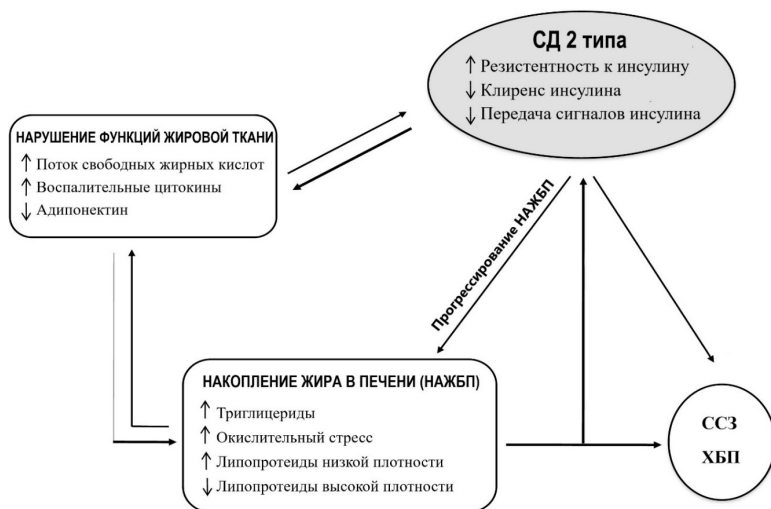 СД 2 типа
↑ Резистентность к инсулину
↓ Клиренс инсулина
↓ Передача сигналов инсулина
НАРУШЕНИЕ ФУНКЦИЙ ЖИРОВОЙ ТКАНИ
↑ Поток свободных жирных кислот
↑ Воспалительные цитокины
↓ Адипонектин
Прогрессирование НАЖБП
НАКОПЛЕНИЕ ЖИРА В ПЕЧЕНИ (НАЖБП)
↑ Триглицериды
↑ Окислительный стресс
↑ Липопротеиды низкой плотности
↓ Липопротеиды высокой плотности
ССЗ
ХБП